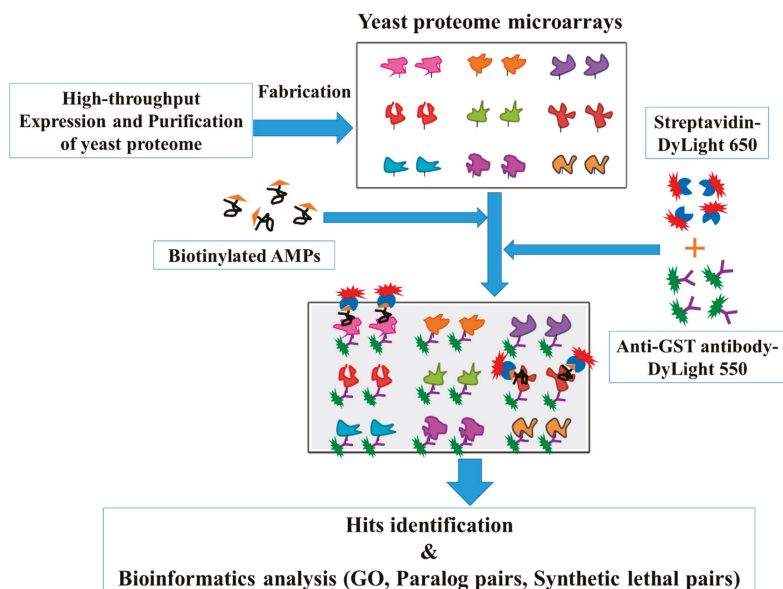 Yeast proteome microarrays
High-throughput
Expression and Purification
of yeast proteome
Fabrication
Streptavidin-
DyLight 650
Biotinylated AMPs
+
Anti-GST antibody-
DyLight 550
Hits identification
&
Bioinformatics analysis (GO, Paralog pairs, Synthetic lethal pairs)